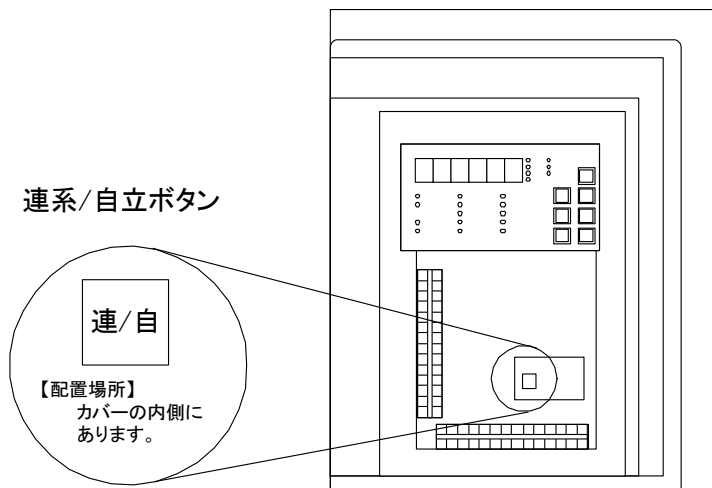 連系/自立ボタン
連/自
【配置場所】
カバーの内側に
あります。